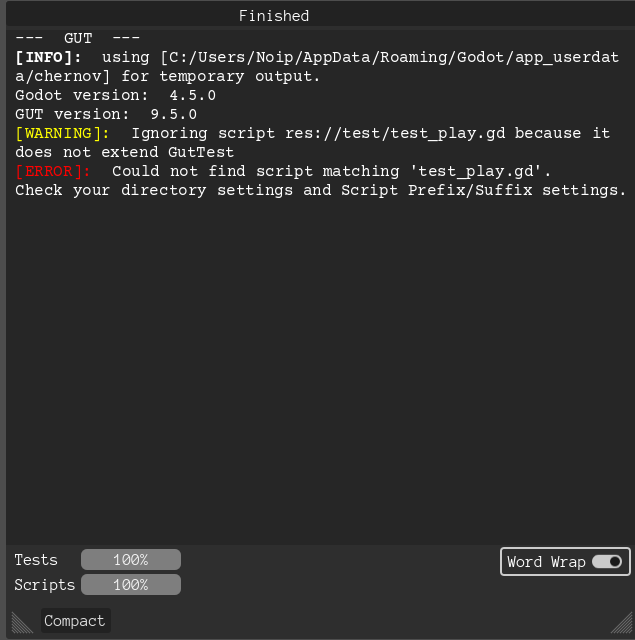 Finished
--- GUT ---
[INFO]: using [C:/Users/Noip/AppData/Roaming/Godot/app_userdat
a/chernov] for temporary output.
Godot version: 4.5.0
GUT version: 9.5.0
[WARNING]: Ignoring script res://test/test_play.gd because it
does not extend GutTest
[ERROR]: Could not find script matching 'test_play.gd'.
Check your directory settings and Script Prefix/Suffix settings.
Tests 100%
Word Wrap
Scripts 100%
Compact